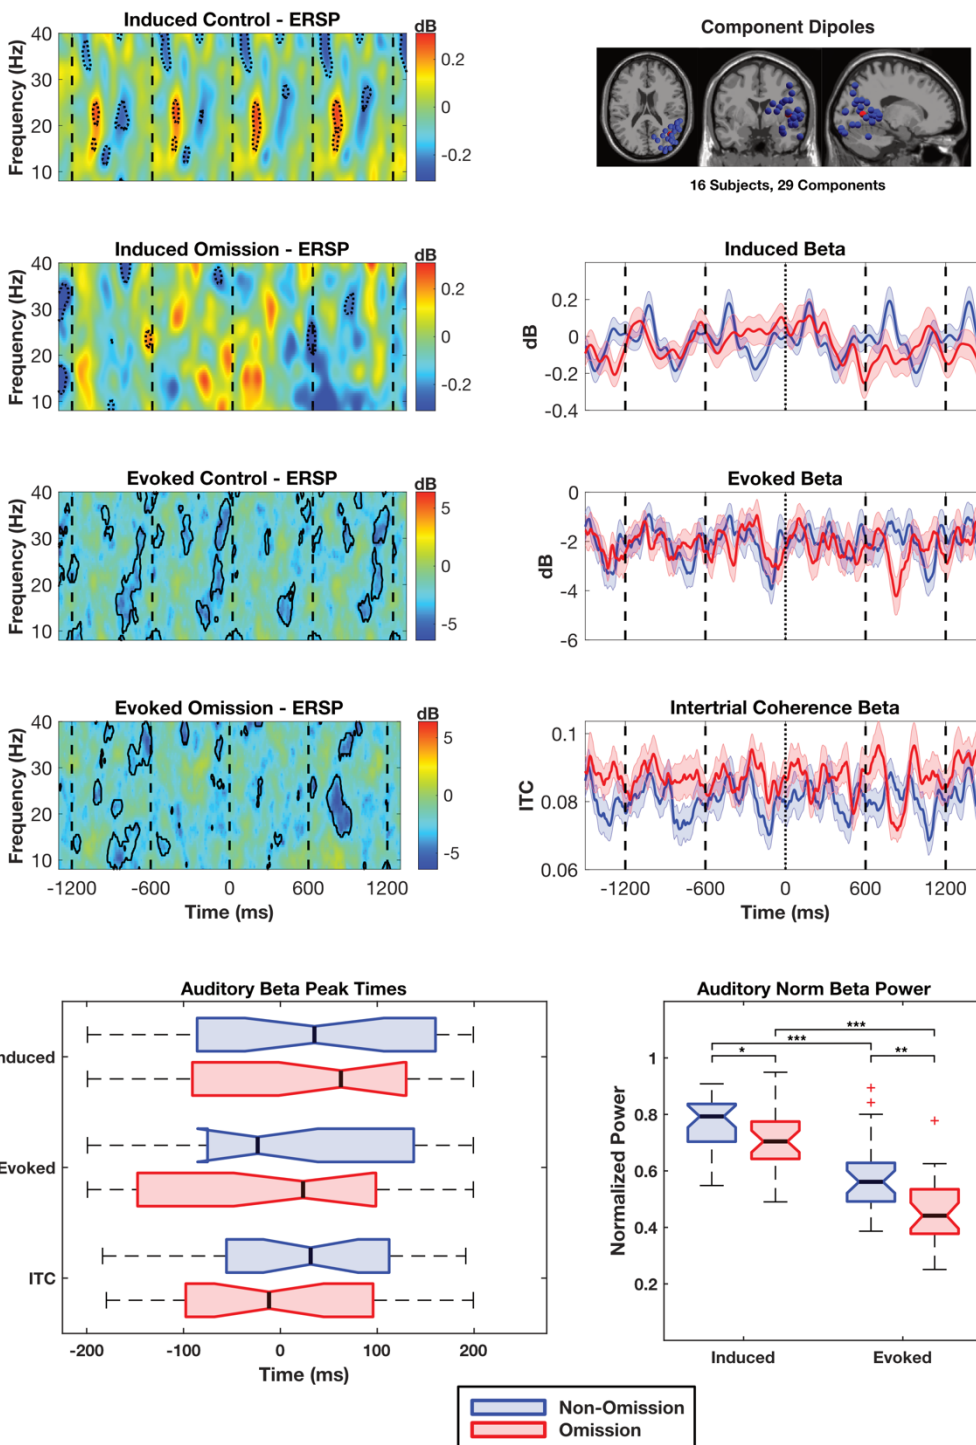 Induced Control - ERSP
dB
Frequency (Hz)
40
30
20
10
0.2
0
-0.2
Component Dipoles
16 Subjects, 29 Components
Induced Omission - ERSP
dB
Frequency (Hz)
40
30
20
10
0.2
0
-0.2
Induced Beta
dB
0.2
0
-0.2
-0.4
Evoked Control - ERSP
dB
Frequency (Hz)
40
30
20
10
5
0
-5
Evoked Beta
dB
0
-2
-4
-6
Evoked Omission - ERSP
dB
Frequency (Hz)
40
30
20
10
5
0
-5
-1200 -600 0 600 1200
Time (ms)
Intertrial Coherence Beta
ITC
0.1
0.08
0.06
-1200 -600 0 600 1200
Time (ms)
Auditory Beta Peak Times
nduced
Evoked
ITC
-200 -100 0 100 200
Time (ms)
Auditory Norm Beta Power
Normalized Power
1
0.8
0.6
0.4
0.2
***
***
*
**
Induced Evoked
Non-Omission
Omission